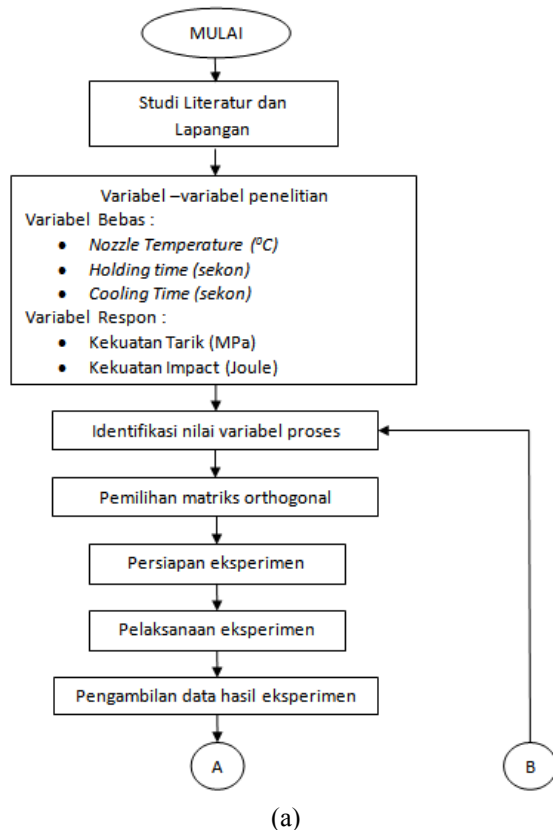 MULAI
Studi Literatur dan
Lapangan
Variabel –variabel penelitian
Variabel Bebas :
● Nozzle Temperature (⁰C)
● Holding time (sekon)
● Cooling Time (sekon)
Variabel Respon :
● Kekuatan Tarik (MPa)
● Kekuatan Impact (Joule)
Identifikasi nilai variabel proses
Pemilihan matriks orthogonal
Persiapan eksperimen
Pelaksanaan eksperimen
Pengambilan data hasil eksperimen
A
B
(a)